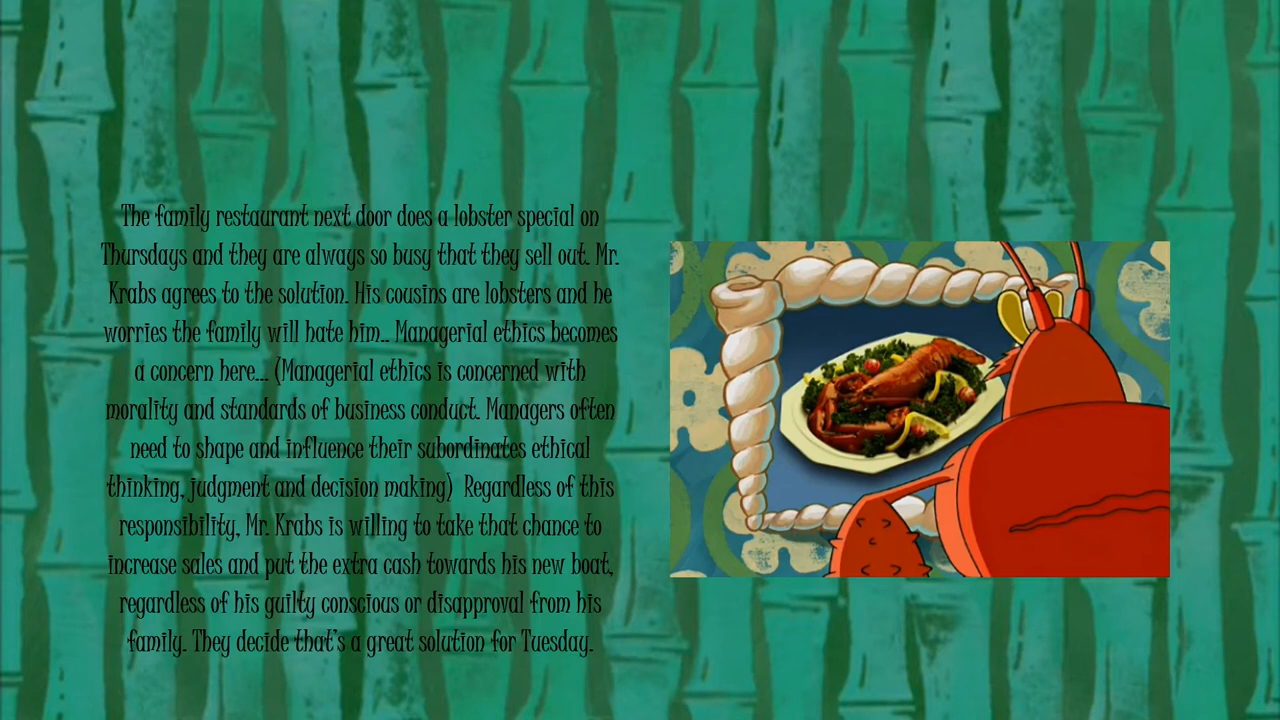 The family restaurant next door does a lobster special on
Thursdays and they are always so busy that they sell out. Mr.
Krabs agrees to the solution. His cousins are lobsters and he
worries the family will hate him.. Managerial ethics becomes
a concern here... (Managerial ethics is concerned with
morality and standards of business conduct. Managers often
need to shape and influence their subordinates ethical
thinking, judgment and decision making)  Regardless of this
responsibility, Mr. Krabs is willing to take that chance to
increase sales and put the extra cash towards his new boat,
regardless of his guilty conscious or disapproval from his
family. They decide that's a great solution for Tuesday.